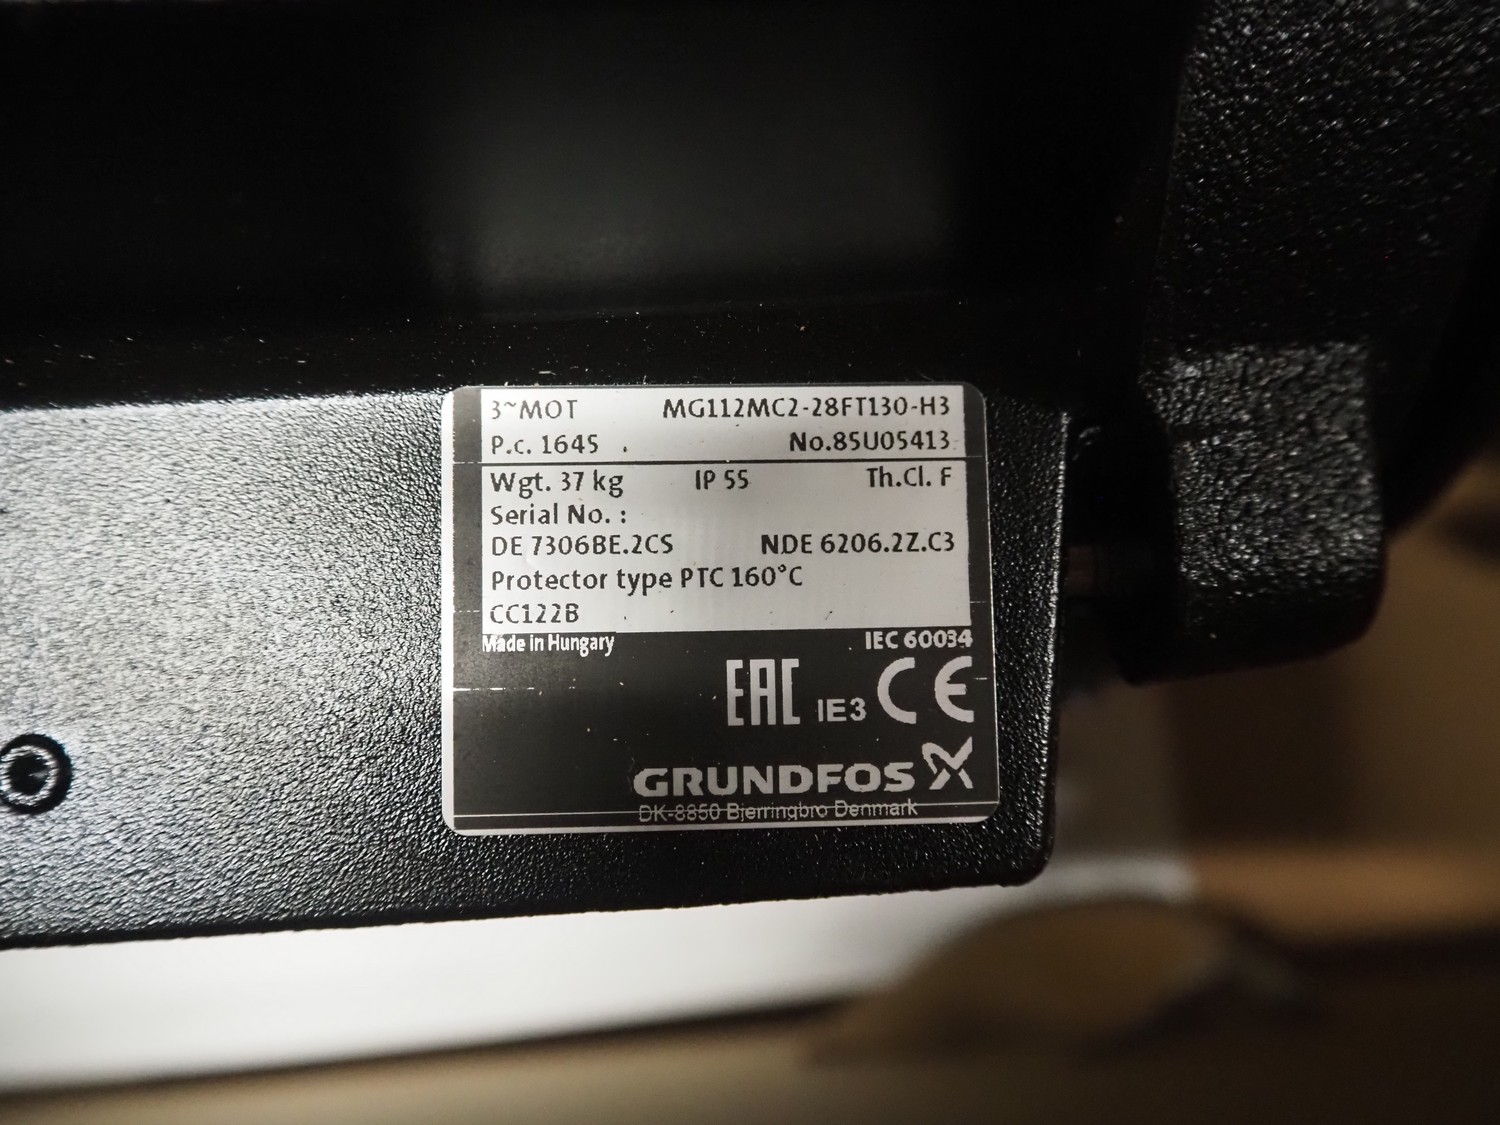 3~MOT MG112MC2-28FT130-H3
P.c. 1645 No.85U05413
Wgt. 37 kg IP 55 Th.Cl. F
Serial No. :
DE 7306BE.2CS NDE 6206.2Z.C3
Protector type PTC 160°C
CC122B
Made in Hungary IEC 60034
EAC IE3 CE
GRUNDFOS
DK-8850 Bjerringbro Denmark